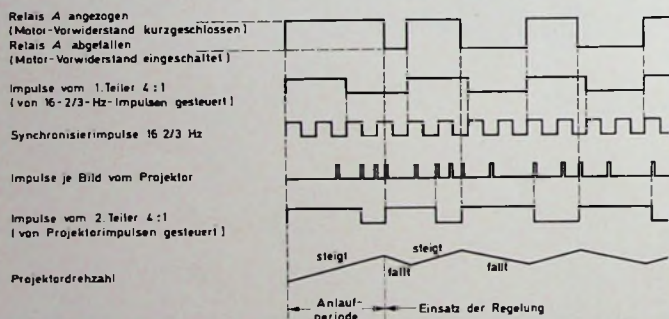 Relais A angezogen
(Motor-Vorwiderstand kurzgeschlossen)
Relais A abgefallen
(Motor-Vorwiderstand eingeschaltet)
Impulse vom 1. Teiler 4:1
(von 16-2/3-Hz-Impulsen gesteuert)
Synchronisierimpulse 16 2/3 Hz
Impulse je Bild vom Projektor
Impulse vom 2. Teiler 4:1
(von Projektorimpulsen gesteuert)
steigt
steigt
fällt
fällt
Projektordrehzahl
Anlauf-
periode
Einsatz der Regelung